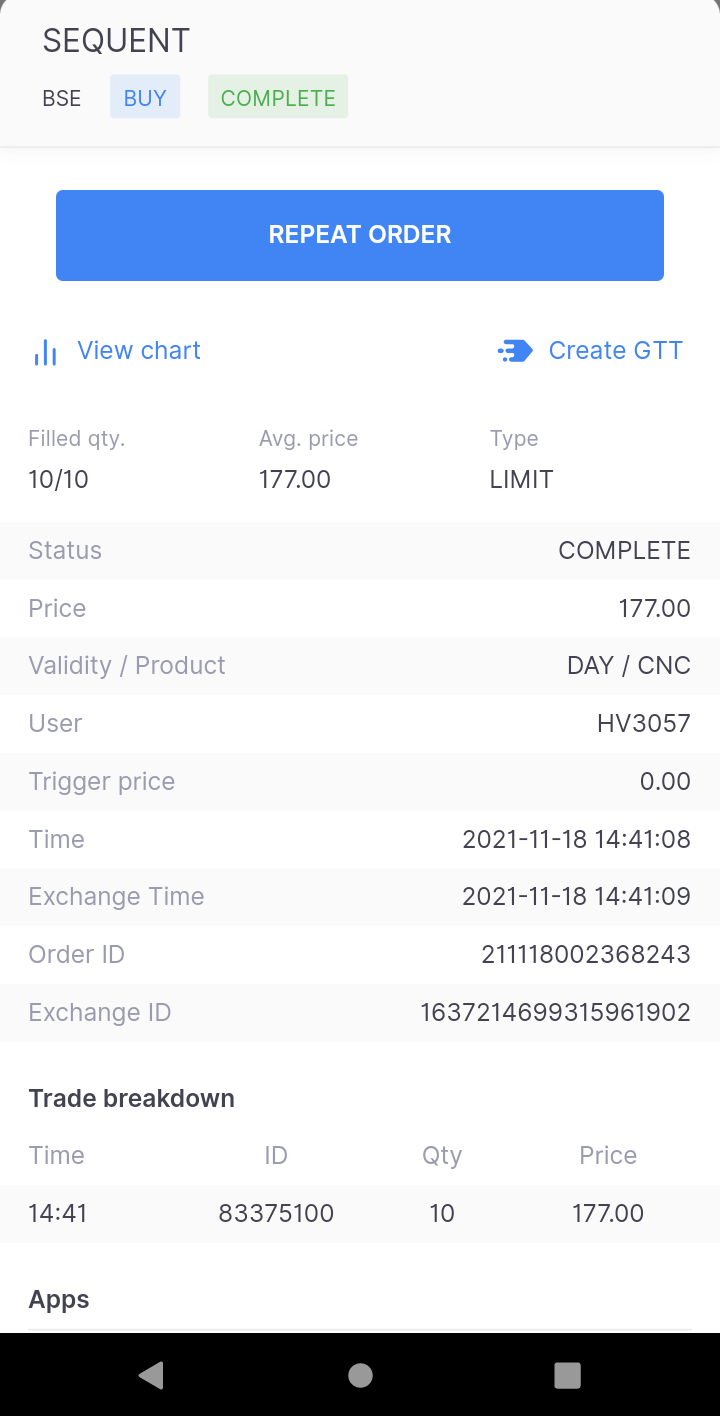 SEQUENT
BSE BUY COMPLETE
REPEAT ORDER
View chart Create GTT
Filled qty. Avg. price Type
10/10 177.00 LIMIT
Status COMPLETE
Price 177.00
Validity / Product DAY / CNC
User HV3057
Trigger price 0.00
Time 2021-11-18 14:41:08
Exchange Time 2021-11-18 14:41:09
Order ID 211118002368243
Exchange ID 1637214699315961902
Trade breakdown
Time ID Qty Price
14:41 83375100 10 177.00
Apps